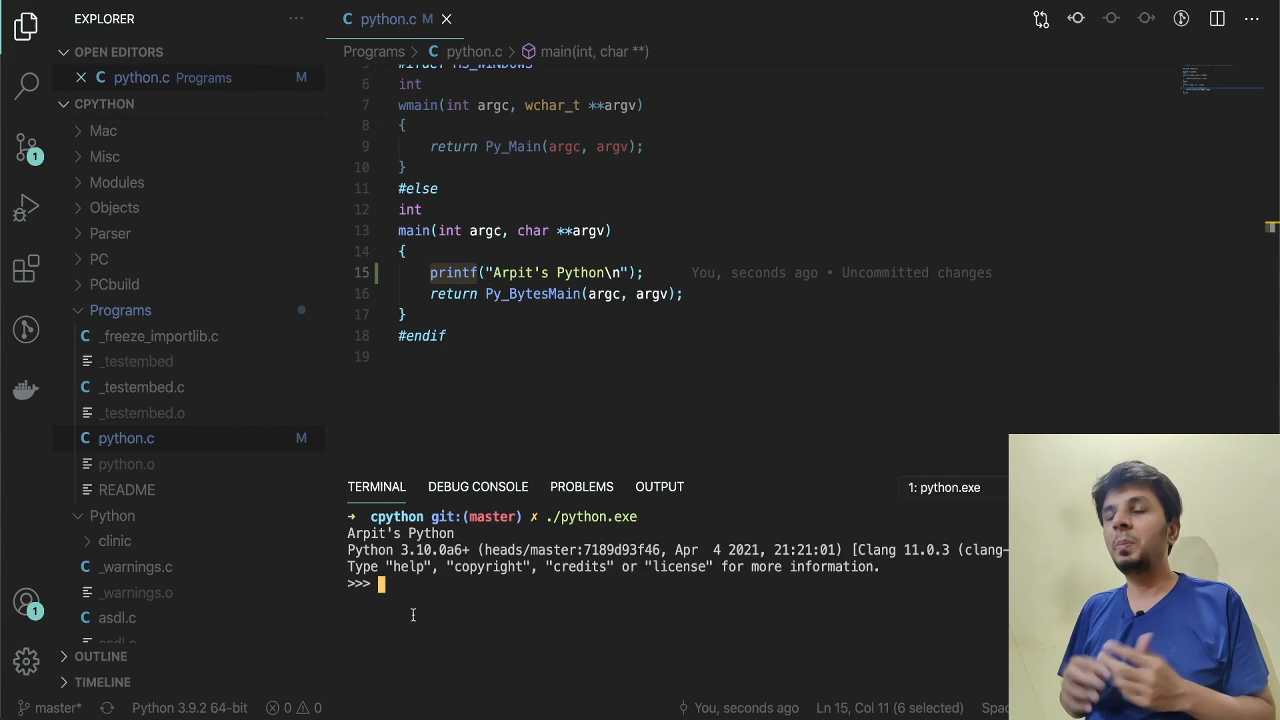 EXPLORER
OPEN EDITORS
python.c Programs M
CPYTHON
Mac
Misc
Modules
Objects
Parser
PC
PCbuild
Programs
_freeze_importlib.c
_testembed
_testembed.c
_testembed.o
python.c M
python.o
README
Python
clinic
_warnings.c
_warnings.o
asdl.c
OUTLINE
TIMELINE
1
1
python.c M
Programs > python.c > main(int, char **)
6 int
7 wmain(int argc, wchar_t **argv)
8 {
9 return Py_Main(argc, argv);
10 }
11 #else
12 int
13 main(int argc, char **argv)
14 {
15 printf("Arpit's Python\n"); You, seconds ago • Uncommitted changes
16 return Py_BytesMain(argc, argv);
17 }
18 #endif
19
TERMINAL DEBUG CONSOLE PROBLEMS OUTPUT 1: python.exe
➜ cpython git:(master) ✗ ./python.exe
Arpit's Python
Python 3.10.0a6+ (heads/master:7189d93f46, Apr 4 2021, 21:21:01) [Clang 11.0.3 (clang-
Type "help", "copyright", "credits" or "license" for more information.
>>>
master* Python 3.9.2 64-bit 0 0 You, seconds ago Ln 15, Col 11 (6 selected) Spac